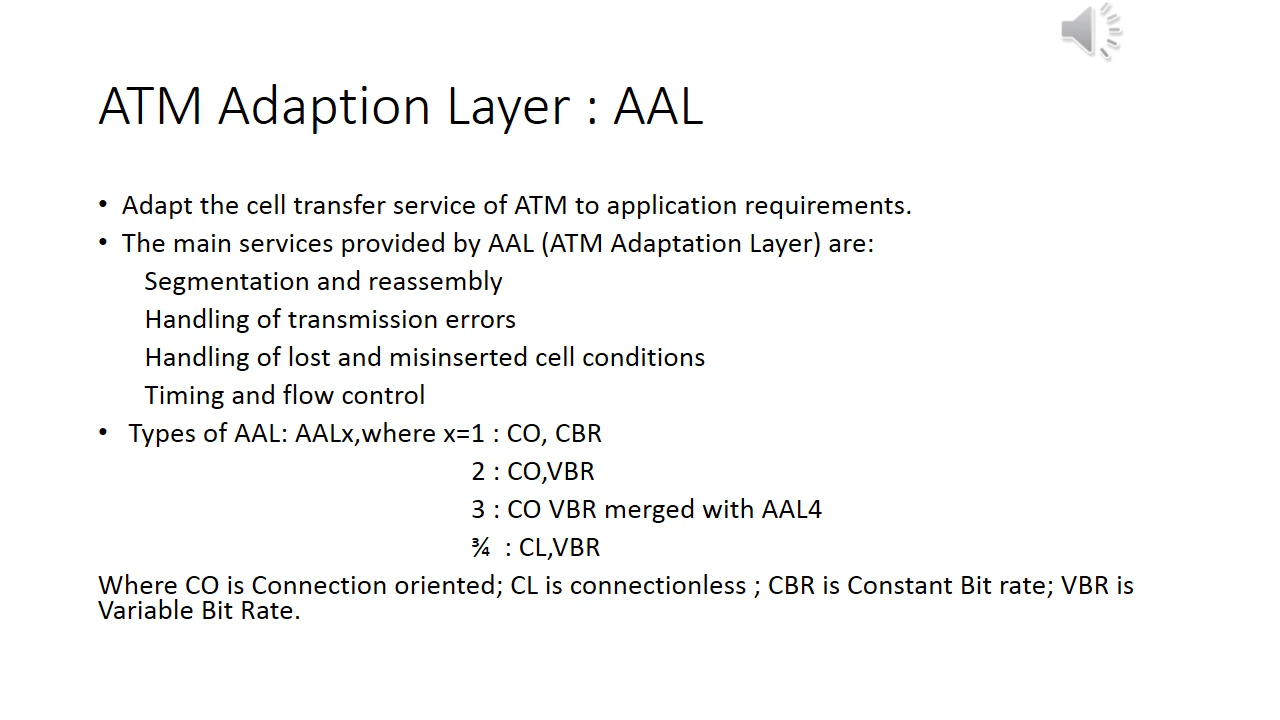 ATM Adaption Layer : AAL
• Adapt the cell transfer service of ATM to application requirements.
• The main services provided by AAL (ATM Adaptation Layer) are:
Segmentation and reassembly
Handling of transmission errors
Handling of lost and misinserted cell conditions
Timing and flow control
• Types of AAL: AALx,where x=1 : CO, CBR
2 : CO,VBR
3 : CO VBR merged with AAL4
¾ : CL,VBR
Where CO is Connection oriented; CL is connectionless ; CBR is Constant Bit rate; VBR is
Variable Bit Rate.